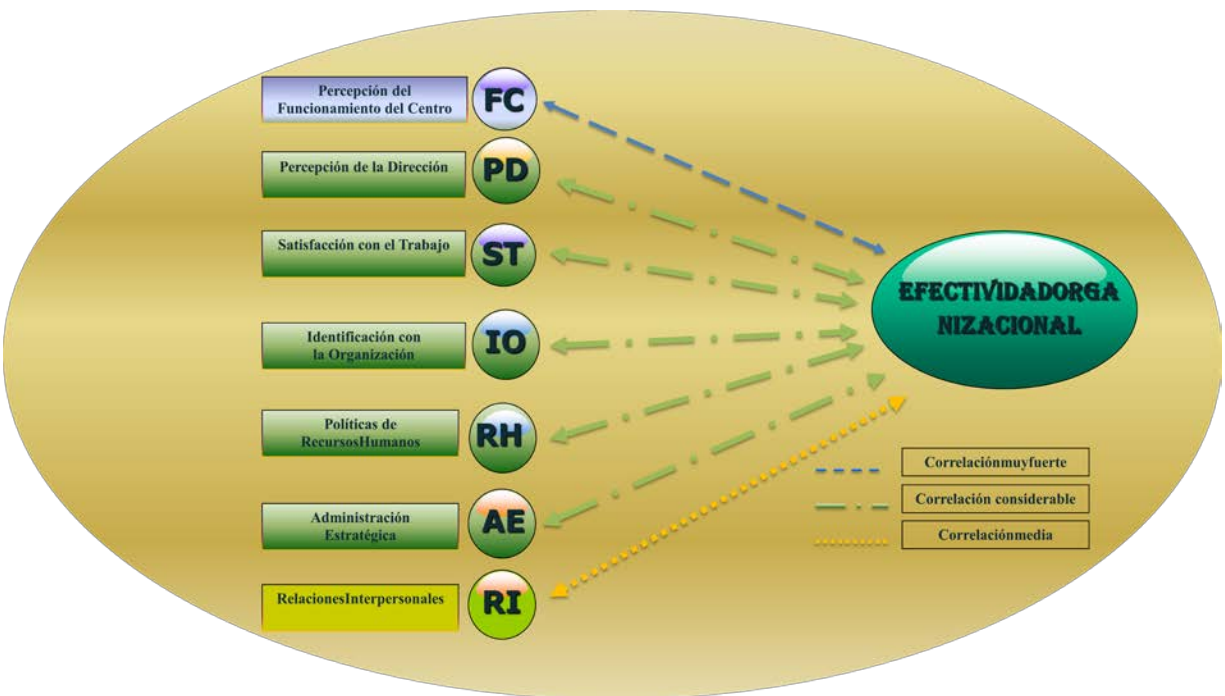 Percepción del
Funcionamiento del Centro
FC
Percepción de la Dirección
PD
Satisfacción con el Trabajo
ST
Identificación con
la Organización
IO
Políticas de
RecursosHumanos
RH
Administración
Estratégica
AE
RelacionesInterpersonales
RI
EFECTIVIDADORGA
NIZACIONAL
Correlaciónmuyfuerte
Correlación considerable
Correlaciónmedia